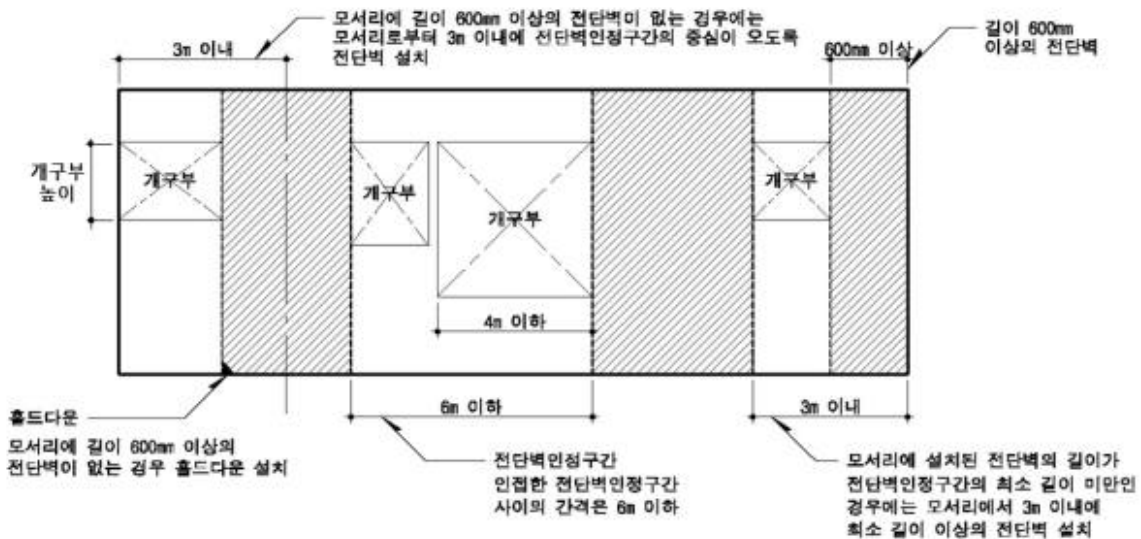 모서리에 길이 600mm 이상의 전단벽이 없는 경우에는
모서리로부터 3m 이내에 전단벽인정구간의 중심이 오도록
전단벽 설치
3m 이내
길이 600mm
이상의 전단벽
600mm 이상
개구부
높이
개구부
개구부
개구부
개구부
4m 이하
6m 이하
3m 이내
홀드다운
모서리에 길이 600mm 이상의
전단벽이 없는 경우 홀드다운 설치
전단벽인정구간
인접한 전단벽인정구간
사이의 간격은 6m 이하
모서리에 설치된 전단벽의 길이가
전단벽인정구간의 최소 길이 미만인
경우에는 모서리에서 3m 이내에
최소 길이 이상의 전단벽 설치